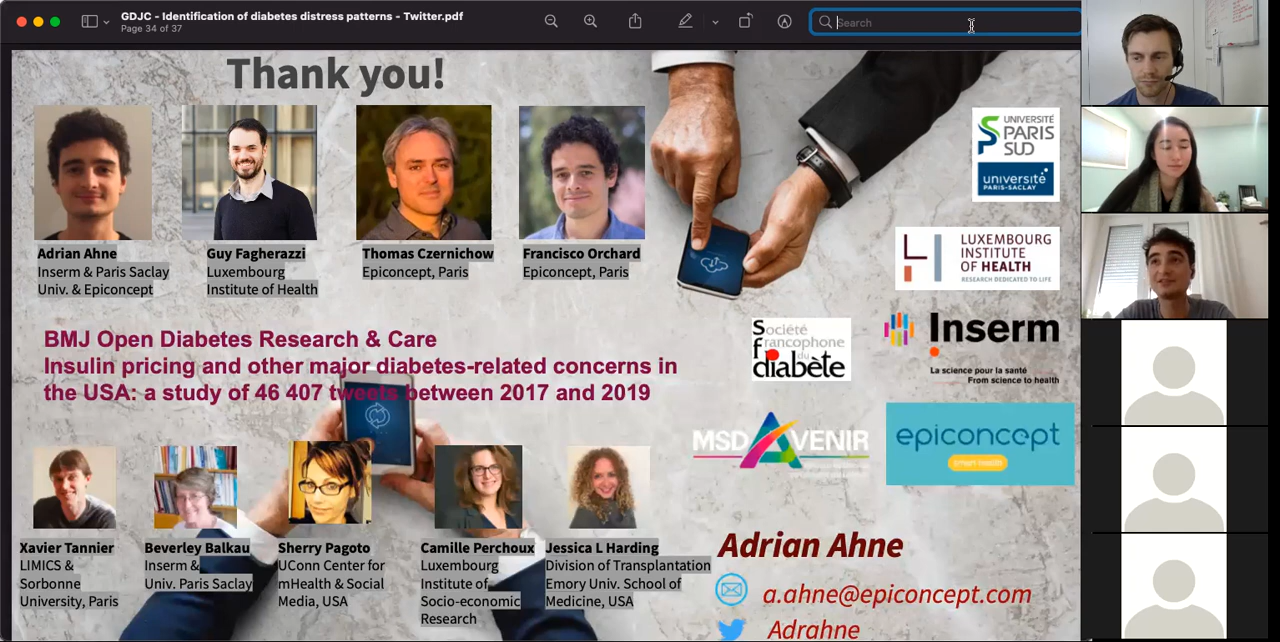 GDJC - Identification of diabetes distress patterns - Twitter.pdf
Page 34 of 37
Search
Thank you!
Adrian Ahne
Inserm & Paris Saclay
Univ. & Epiconcept
Guy Fagherazzi
Luxembourg
Institute of Health
Thomas Czernichow
Epiconcept, Paris
Francisco Orchard
Epiconcept, Paris
UNIVERSITÉ
PARIS
SUD
université
PARIS-SACLAY
LUXEMBOURG
INSTITUTE
OF HEALTH
RESEARCH DEDICATED TO LIFE
BMJ Open Diabetes Research & Care
Insulin pricing and other major diabetes-related concerns in
the USA: a study of 46 407 tweets between 2017 and 2019
Société
francophone
du
diabète
Inserm
La science pour la santé
From science to health
MSDAVENIR
epiconcept
smart health
Xavier Tannier
LIMICS &
Sorbonne
University, Paris
Beverley Balkau
Inserm &
Univ. Paris Saclay
Sherry Pagoto
UConn Center for
mHealth & Social
Media, USA
Camille Perchoux
Luxembourg
Institute of
Socio-economic
Research
Jessica L Harding
Division of Transplantation
Emory Univ. School of
Medicine, USA
Adrian Ahne
a.ahne@epiconcept.com
Adrahne